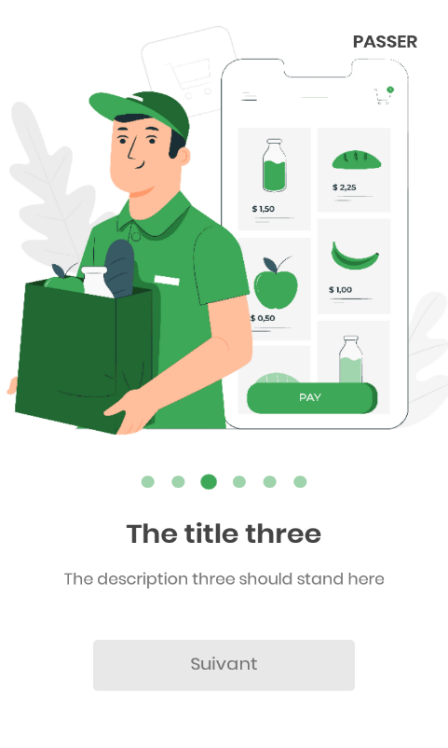 PASSER
$ 1,50
$ 2,25
$ 0,50
$ 1,00
PAY
The title three
The description three should stand here
Suivant